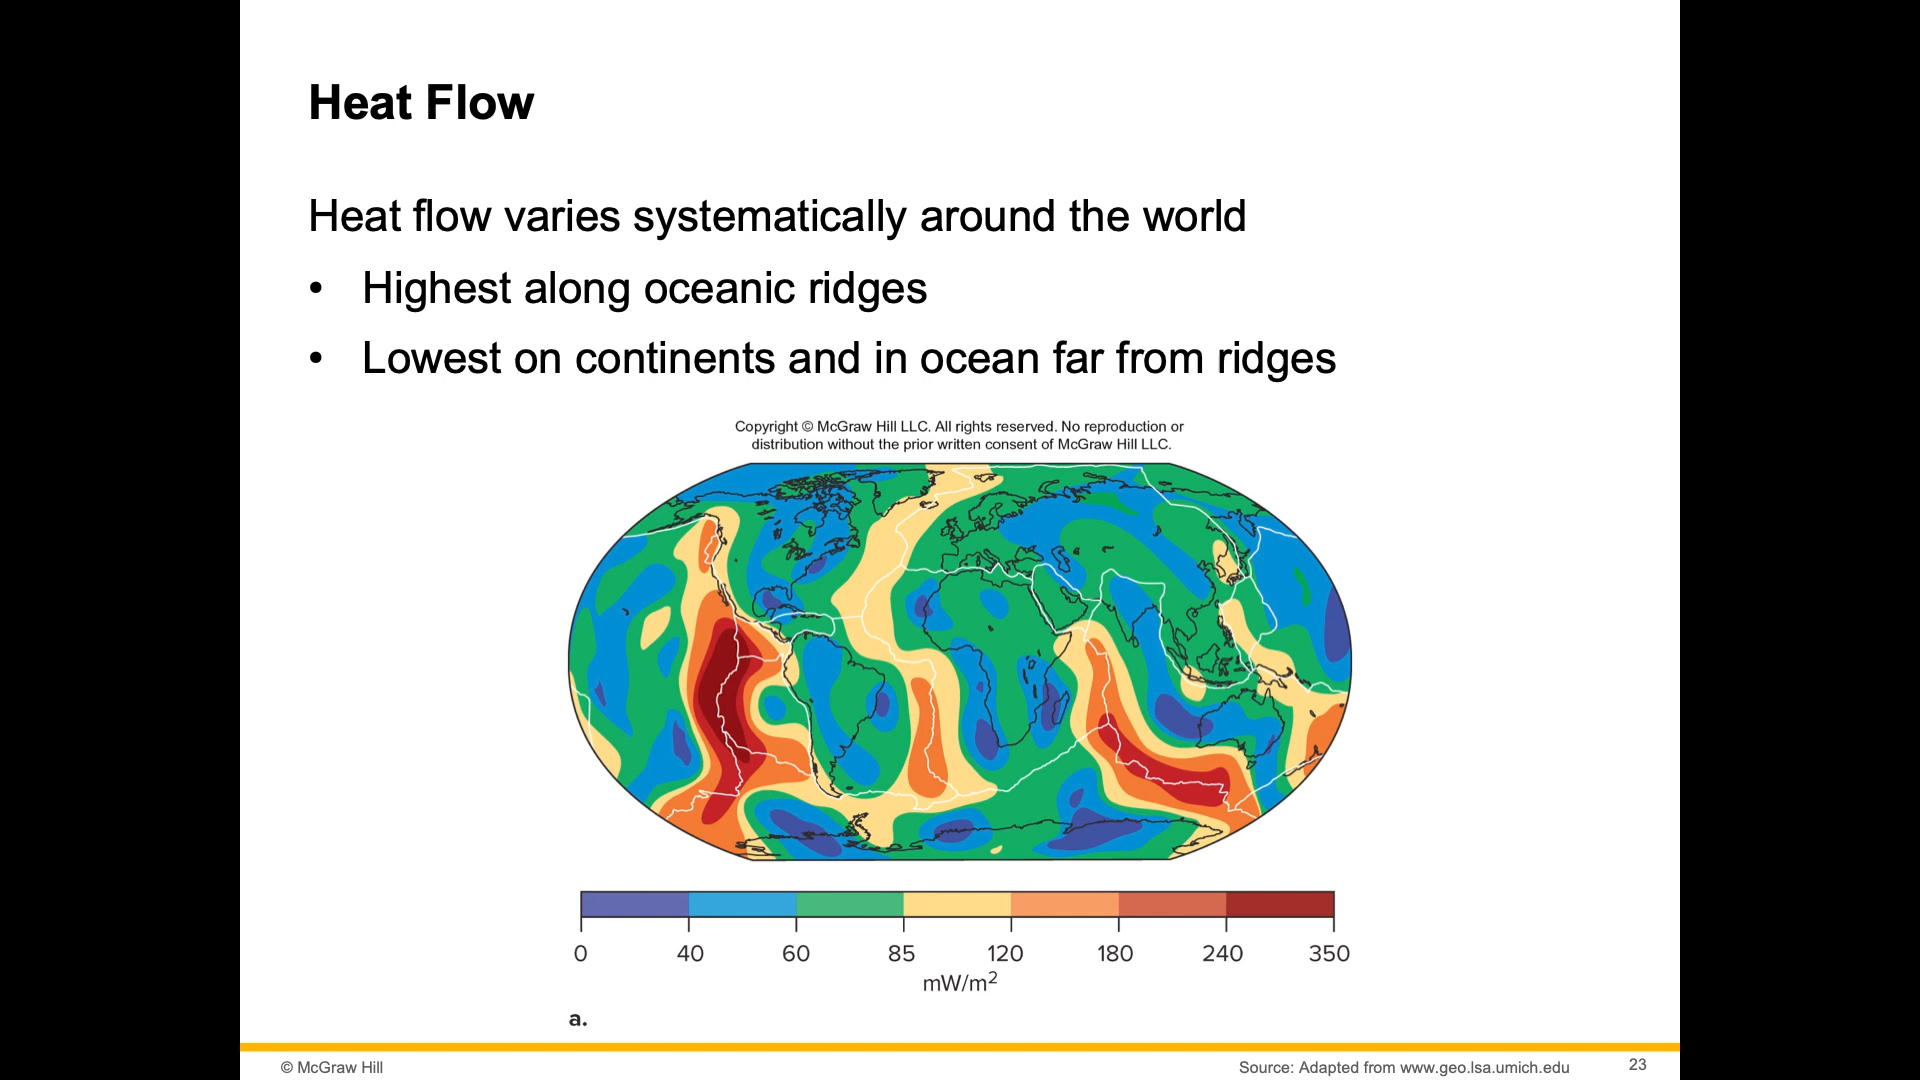 Heat Flow
Heat flow varies systematically around the world
• Highest along oceanic ridges
• Lowest on continents and in ocean far from ridges
Copyright © McGraw Hill LLC. All rights reserved. No reproduction or
distribution without the prior written consent of McGraw Hill LLC.
0 40 60 85 120 180 240 350
mW/m²
a.
© McGraw Hill
Source: Adapted from www.geo.lsa.umich.edu
23